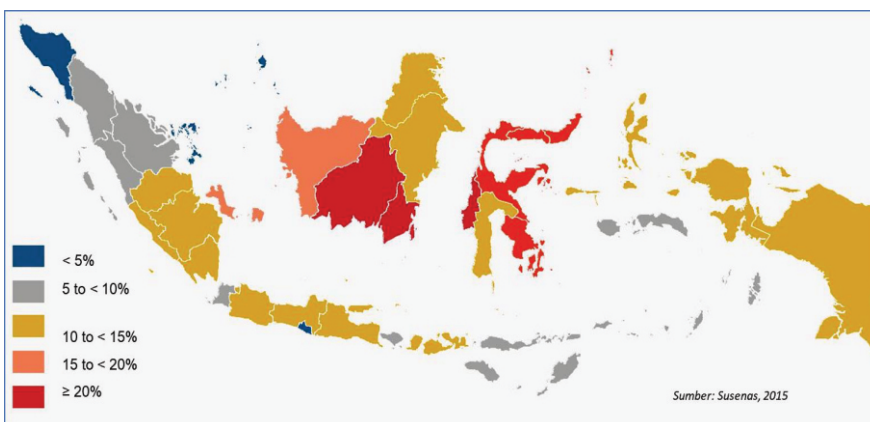 < 5%
5 to < 10%
10 to < 15%
15 to < 20%
≥ 20%
Sumber: Susenas, 2015